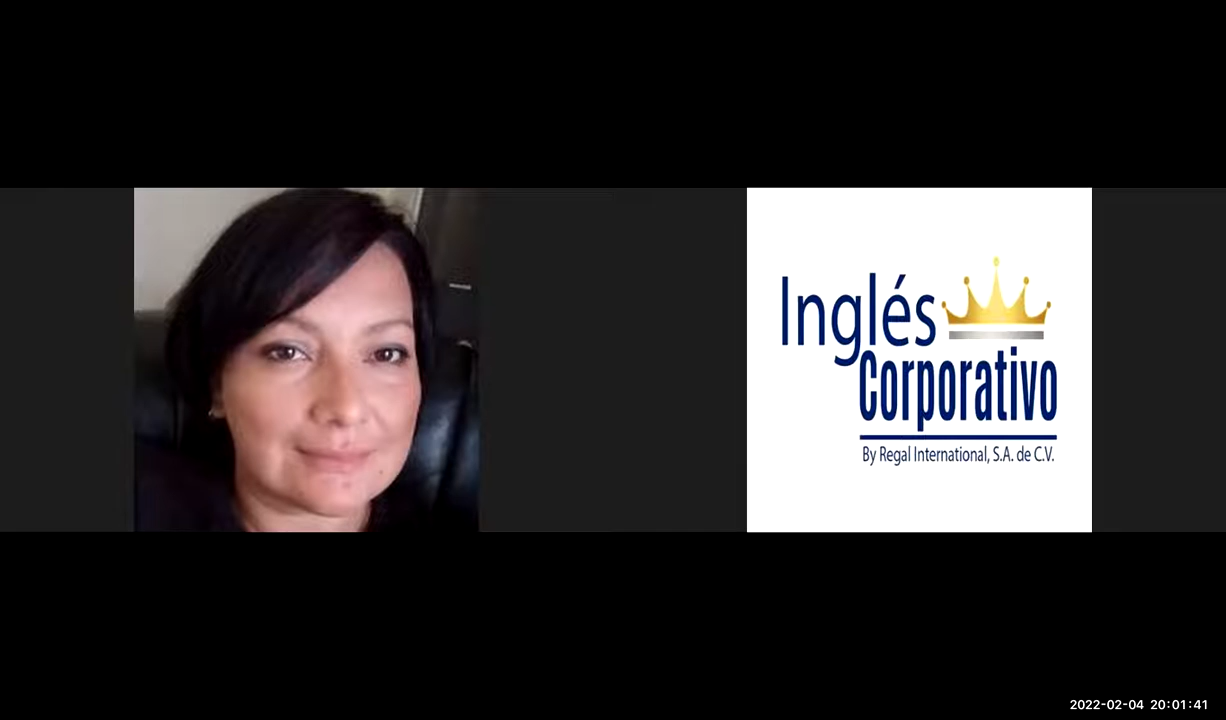 Inglés
Corporativo
By Regal International, S.A. de C.V.
2022-02-04 20:01:41